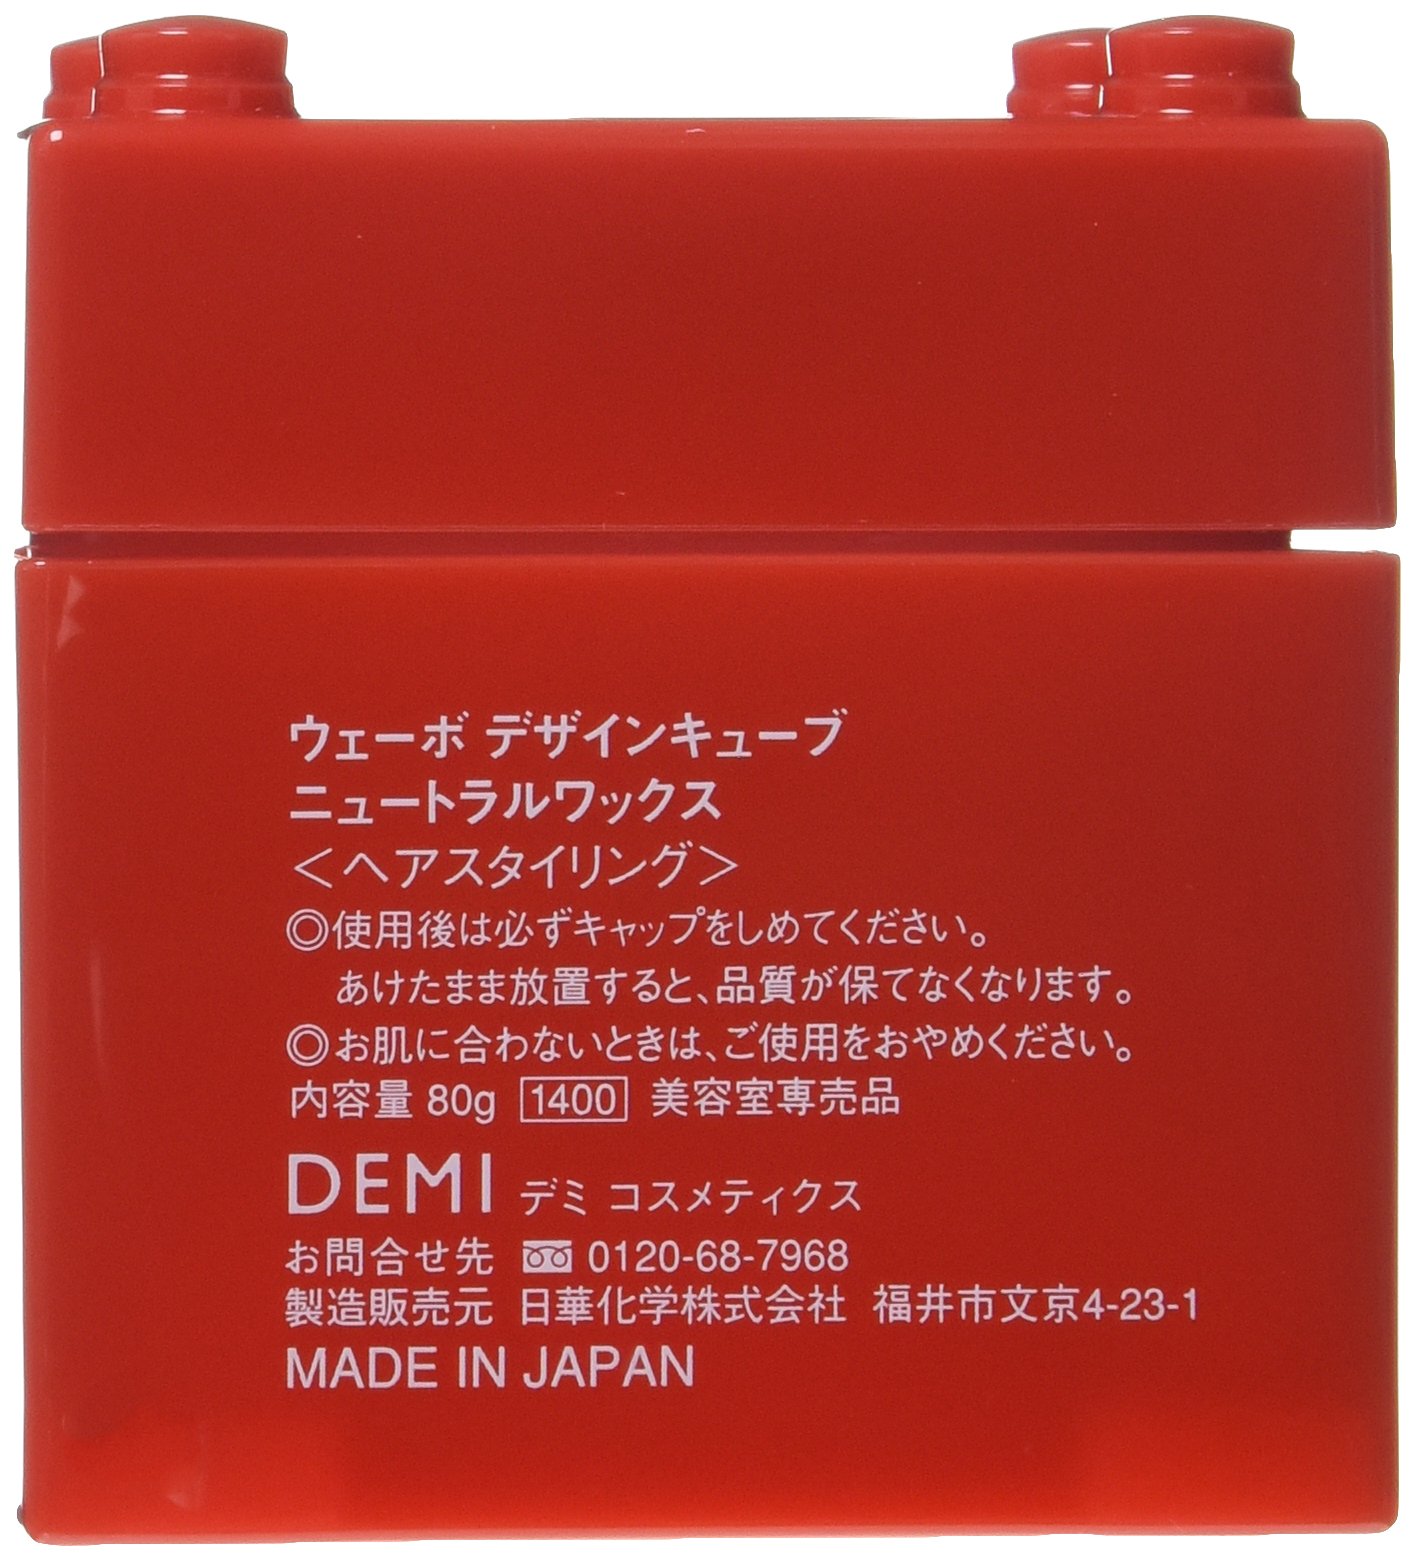 ウェーボ デザインキューブ
ニュートラルワックス
＜ヘアスタイリング＞
◎使用後は必ずキャップをしめてください。
あけたまま放置すると、品質が保てなくなります。
◎お肌に合わないときは、ご使用をおやめください。
内容量 80g 1400 美容室専売品
DEMI デミ コスメティクス
お問合せ先 0120-68-7968
製造販売元 日華化学株式会社 福井市文京4-23-1
MADE IN JAPAN